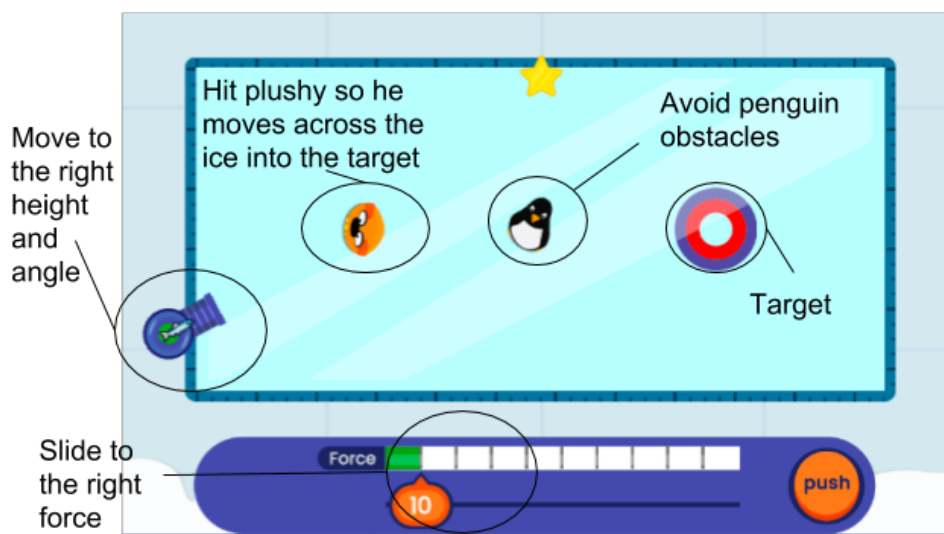 Hit plushy so he
moves across the
ice into the target
Avoid penguin
obstacles
Move to
the right
height
and
angle
Target
Slide to
the right
force
Force
10
push